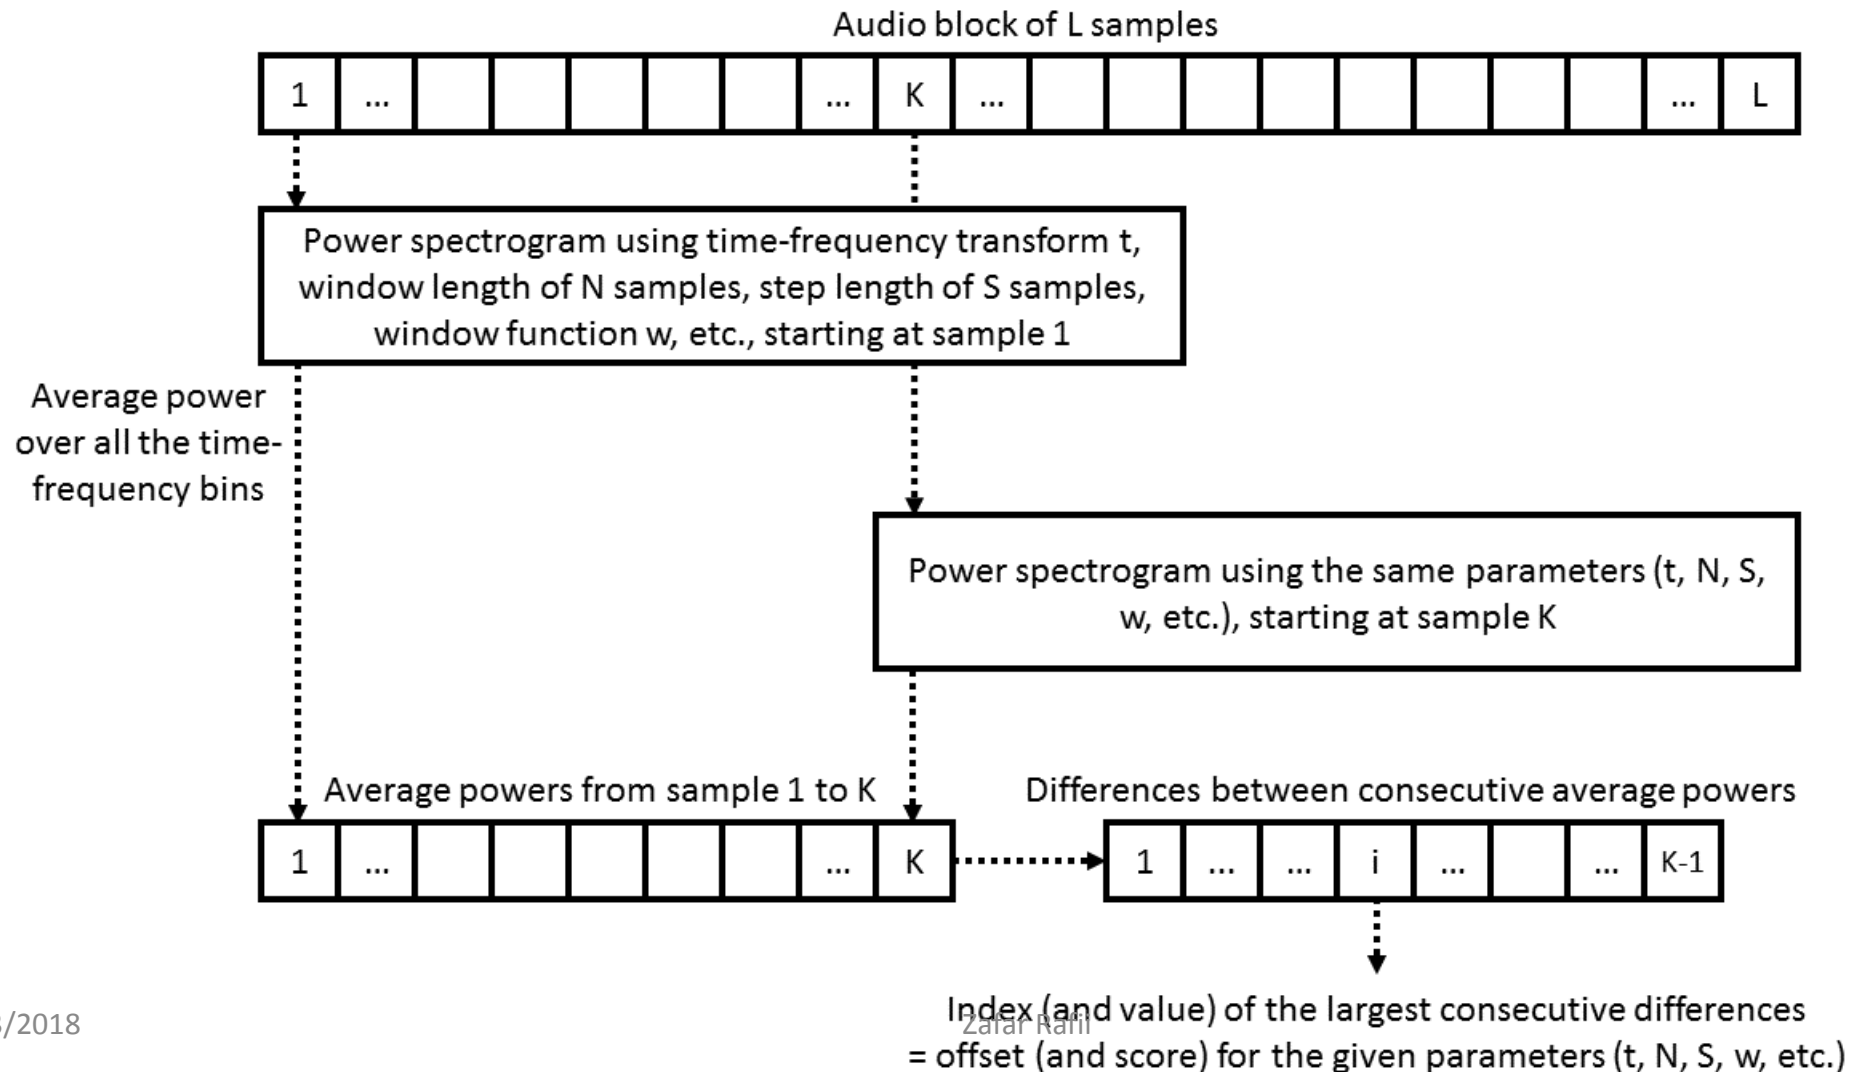 Audio block of L samples
1 ... ... K ... ... L
Power spectrogram using time-frequency transform t,
window length of N samples, step length of S samples,
window function w, etc., starting at sample 1
Average power
over all the time-
frequency bins
Power spectrogram using the same parameters (t, N, S,
w, etc.), starting at sample K
Average powers from sample 1 to K
Differences between consecutive average powers
1 ... ... K
1 ... ... i ... ... K-1
Index (and value) of the largest consecutive differences
= offset (and score) for the given parameters (t, N, S, w, etc.)
/2018
Zafar Rafii